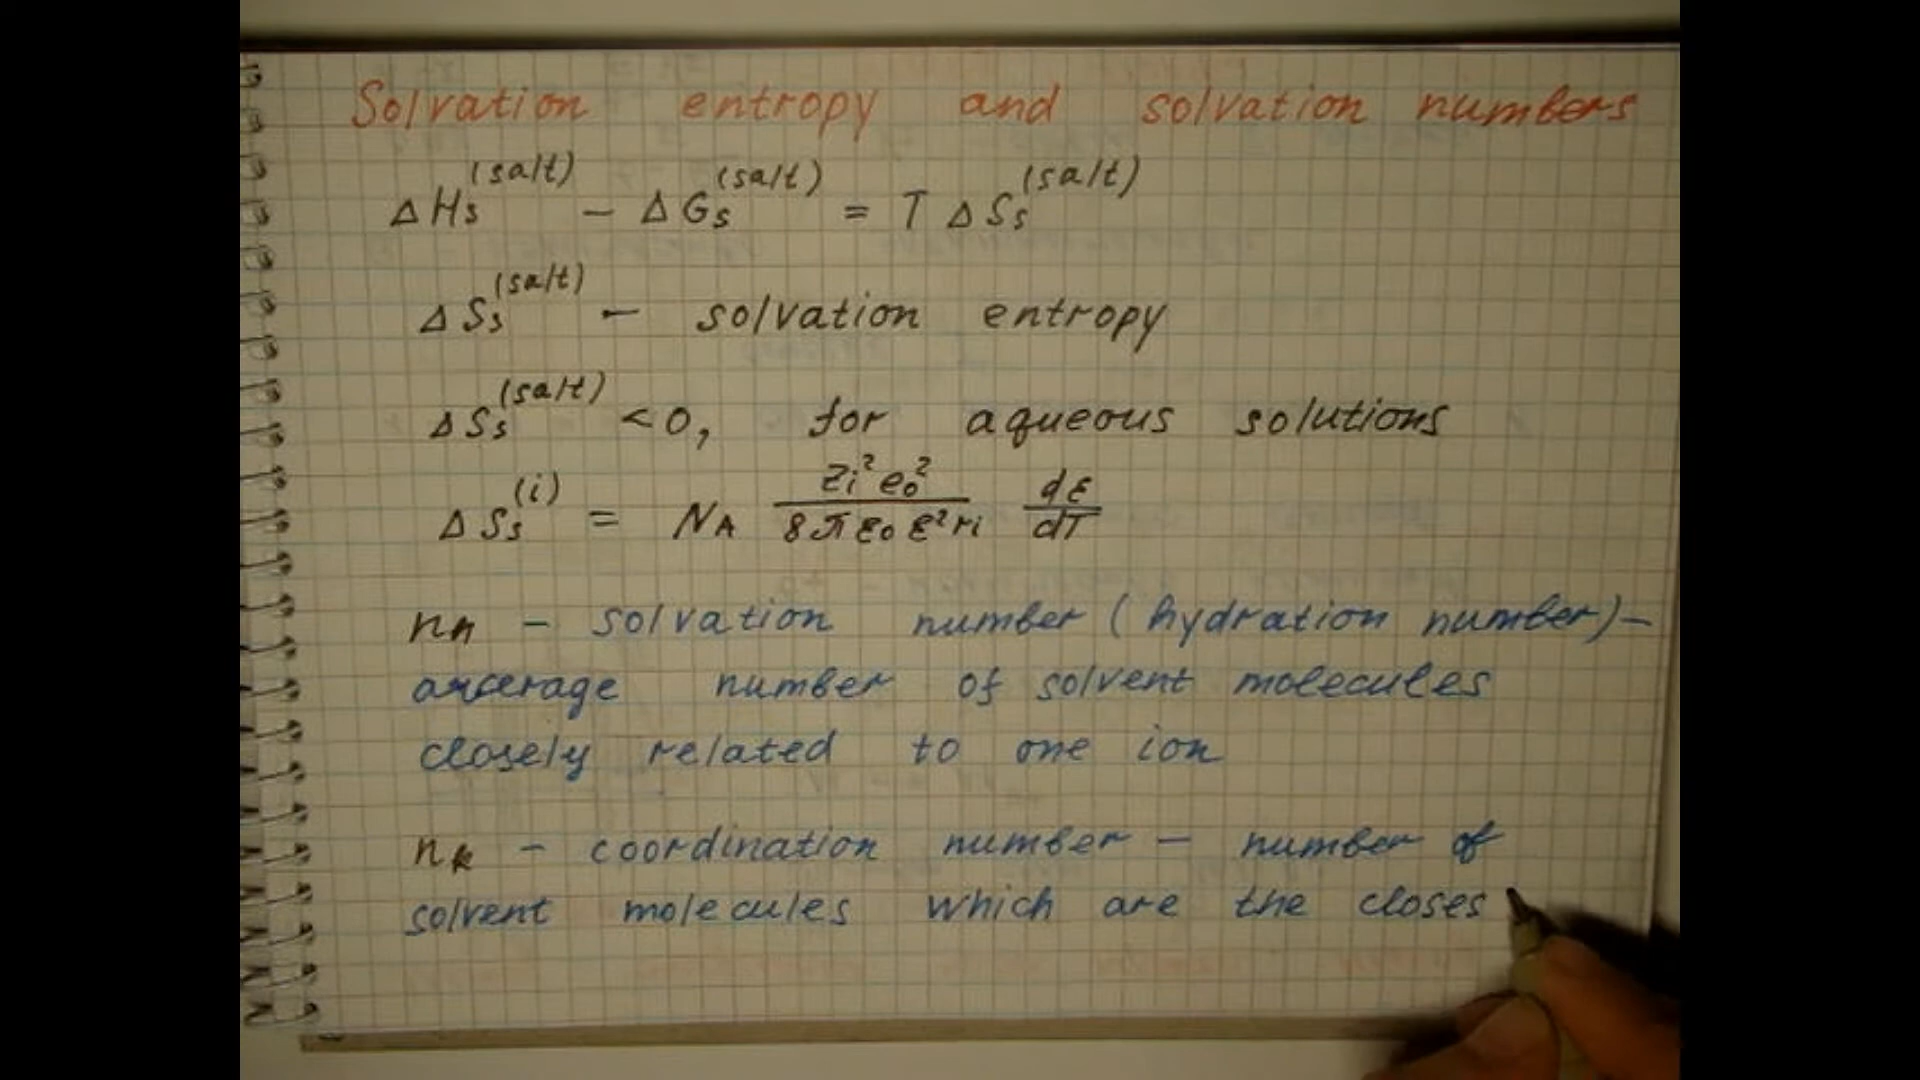 Solvation entropy and solvation numbers
ΔHs^(salt) − ΔGs^(salt) = T ΔSs^(salt)
ΔSs^(salt) − solvation entropy
ΔSs^(salt) <0, for aqueous solutions
ΔSs^(i) = NA zi²e0² / 8πε0ε²ri dε/dT
nh − solvation number (hydration number) −
average number of solvent molecules
closely related to one ion
nk − coordination number − number of
solvent molecules which are the closes